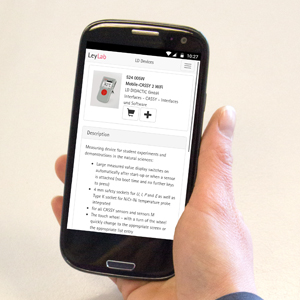 10:27
LeyLab
LD Devices
524 005W
Mobile-CASSY 2 WiFi
LD DIDACTIC, Great
Interfaces - CASSY - Interfaces
and Software
Description
Measuring device for student experiments and
demonstrations in the natural sciences:
Large measured value display switches on
automatically after start-up or when a sensor
is attached (no boot time and no further keys
to press)
4 mm safety sockets for U, I, P and E as well as
Type K socket for NiCr-Ni temperature probe
onboard
for all CASSY sensors and sensors M
The touch wheel - with a turn of the wheel
quickly change to the appropriate screen or
the appropriate list entry